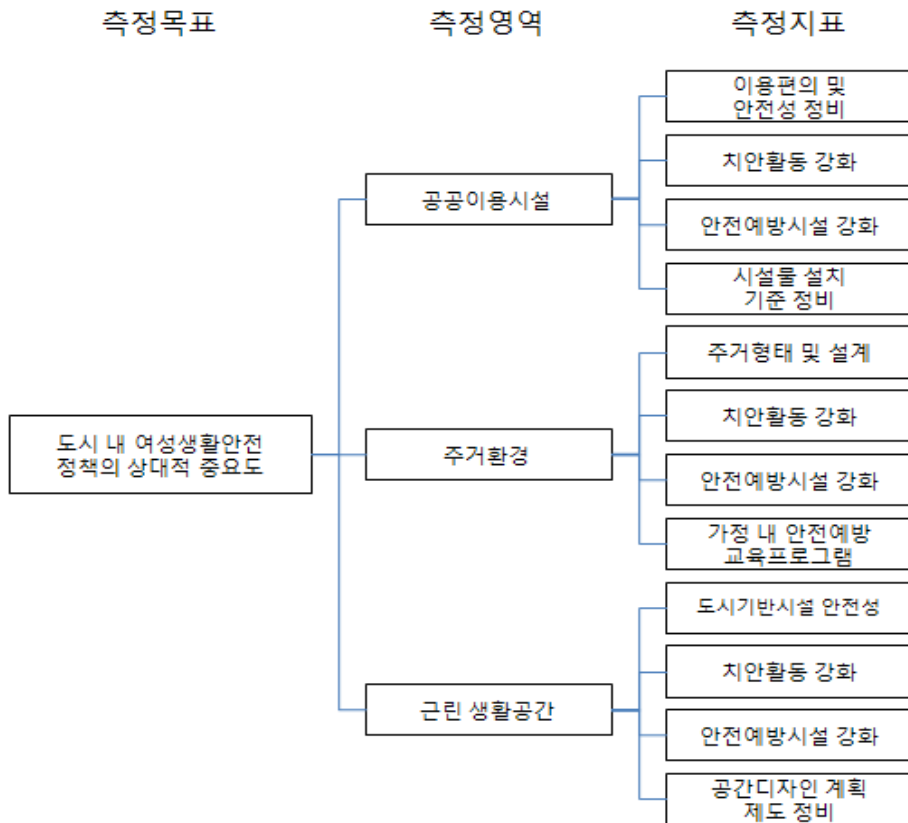 측정목표
측정영역
측정지표
도시 내 여성생활안전
정책의 상대적 중요도
공공이용시설
이용편의 및
안전성 정비
치안활동 강화
안전예방시설 강화
시설물 설치
기준 정비
주거환경
주거형태 및 설계
치안활동 강화
안전예방시설 강화
가정 내 안전예방
교육프로그램
근린 생활공간
도시기반시설 안전성
치안활동 강화
안전예방시설 강화
공간디자인 계획
제도 정비